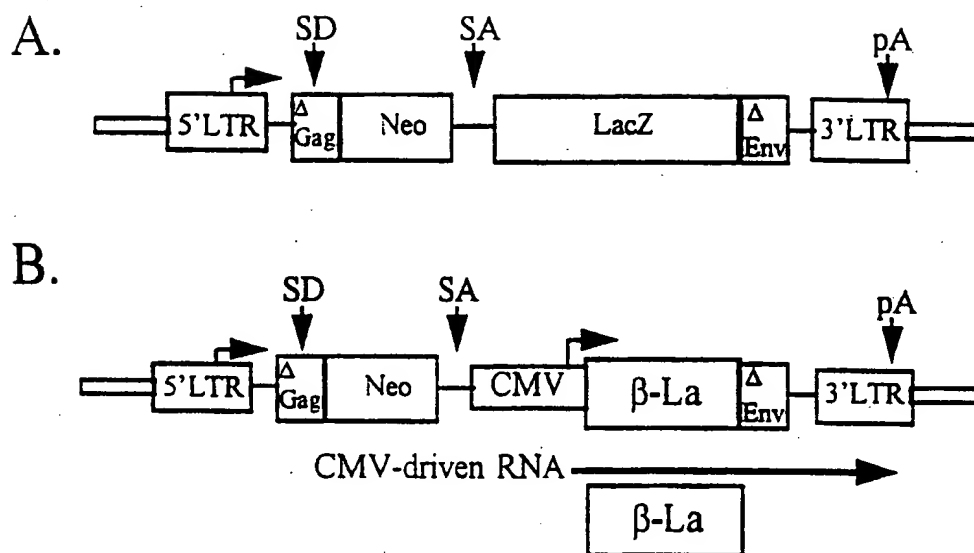 A.
SD SA pA
5'LTR Δ Gag Neo LacZ Δ Env 3'LTR
B.
SD SA pA
5'LTR Δ Gag Neo CMV β-La Δ Env 3'LTR
CMV-driven RNA
β-La